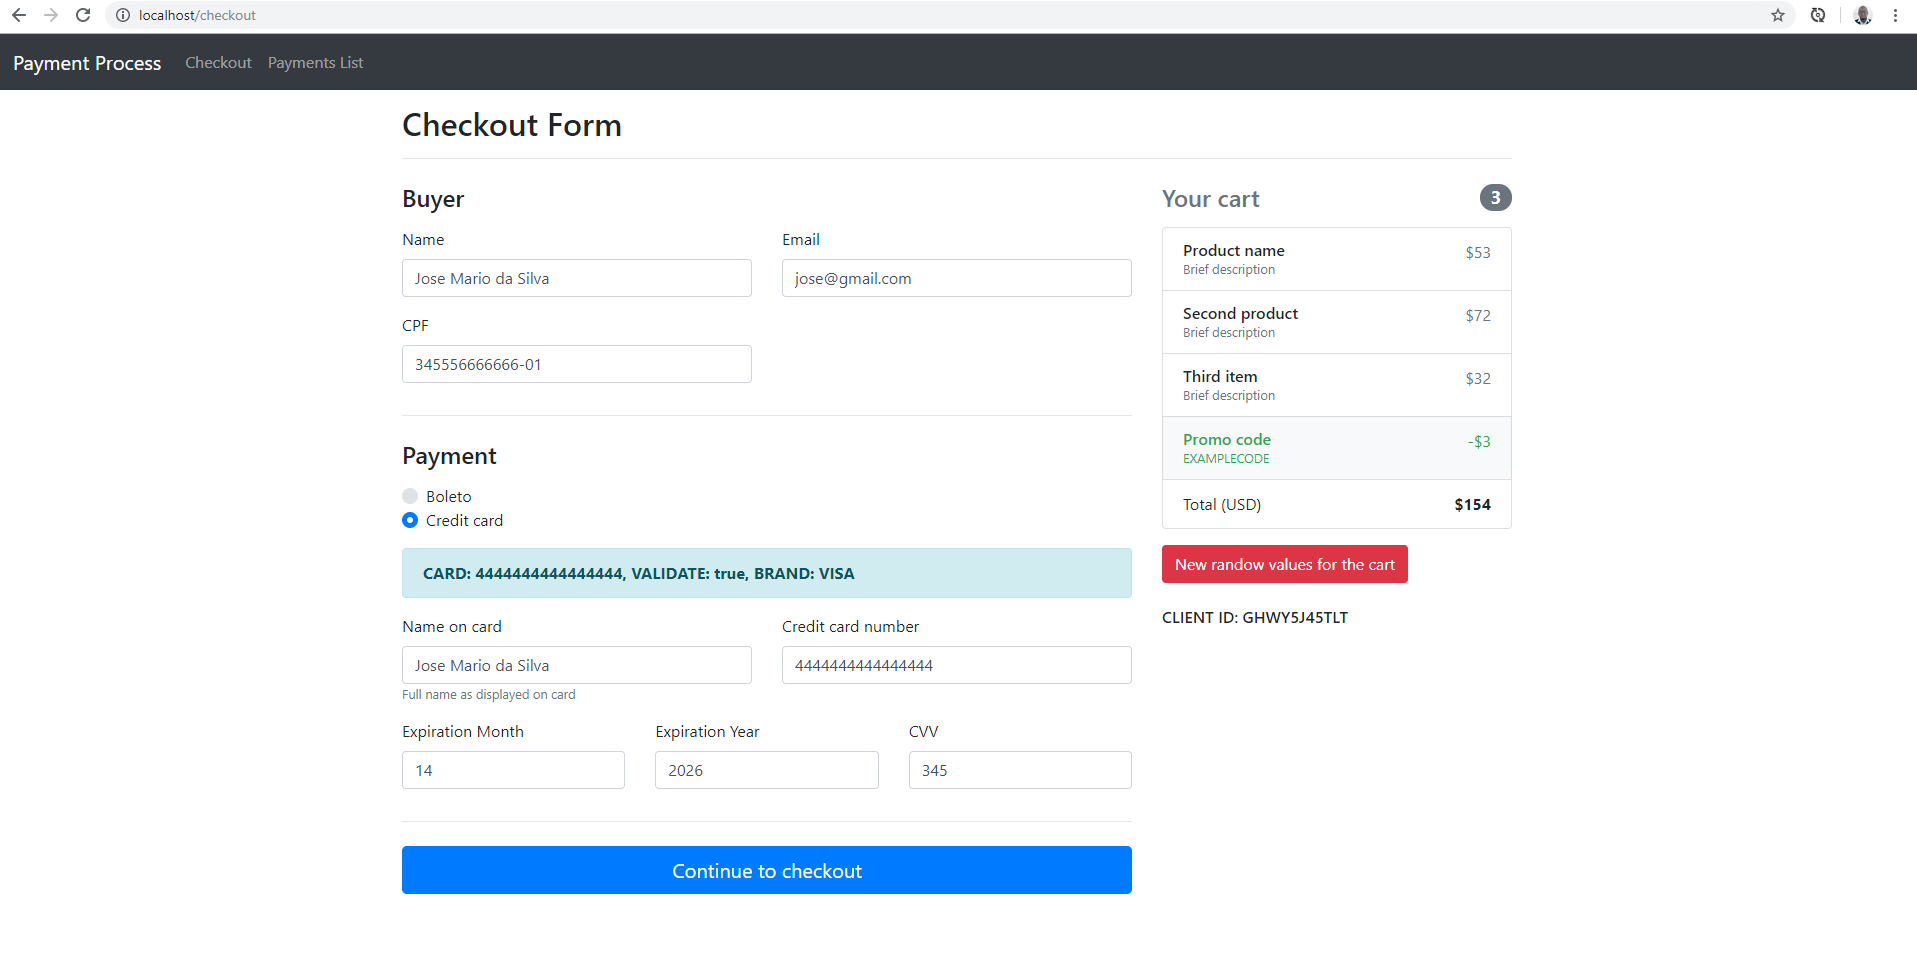 localhost/checkout
Payment Process Checkout Payments List
Checkout Form
Buyer
Name Email
Jose Mario da Silva jose@gmail.com
CPF
345556666666-01
Payment
Boleto
Credit card
CARD: 4444444444444444, VALIDATE: true, BRAND: VISA
Name on card Credit card number
Jose Mario da Silva 4444444444444444
Full name as displayed on card
Expiration Month Expiration Year CVV
14 2026 345
Continue to checkout
Your cart 3
Product name $53
Brief description
Second product $72
Brief description
Third item $32
Brief description
Promo code -$3
EXAMPLECODE
Total (USD) $154
New randow values for the cart
CLIENT ID: GHWY5J45TLT